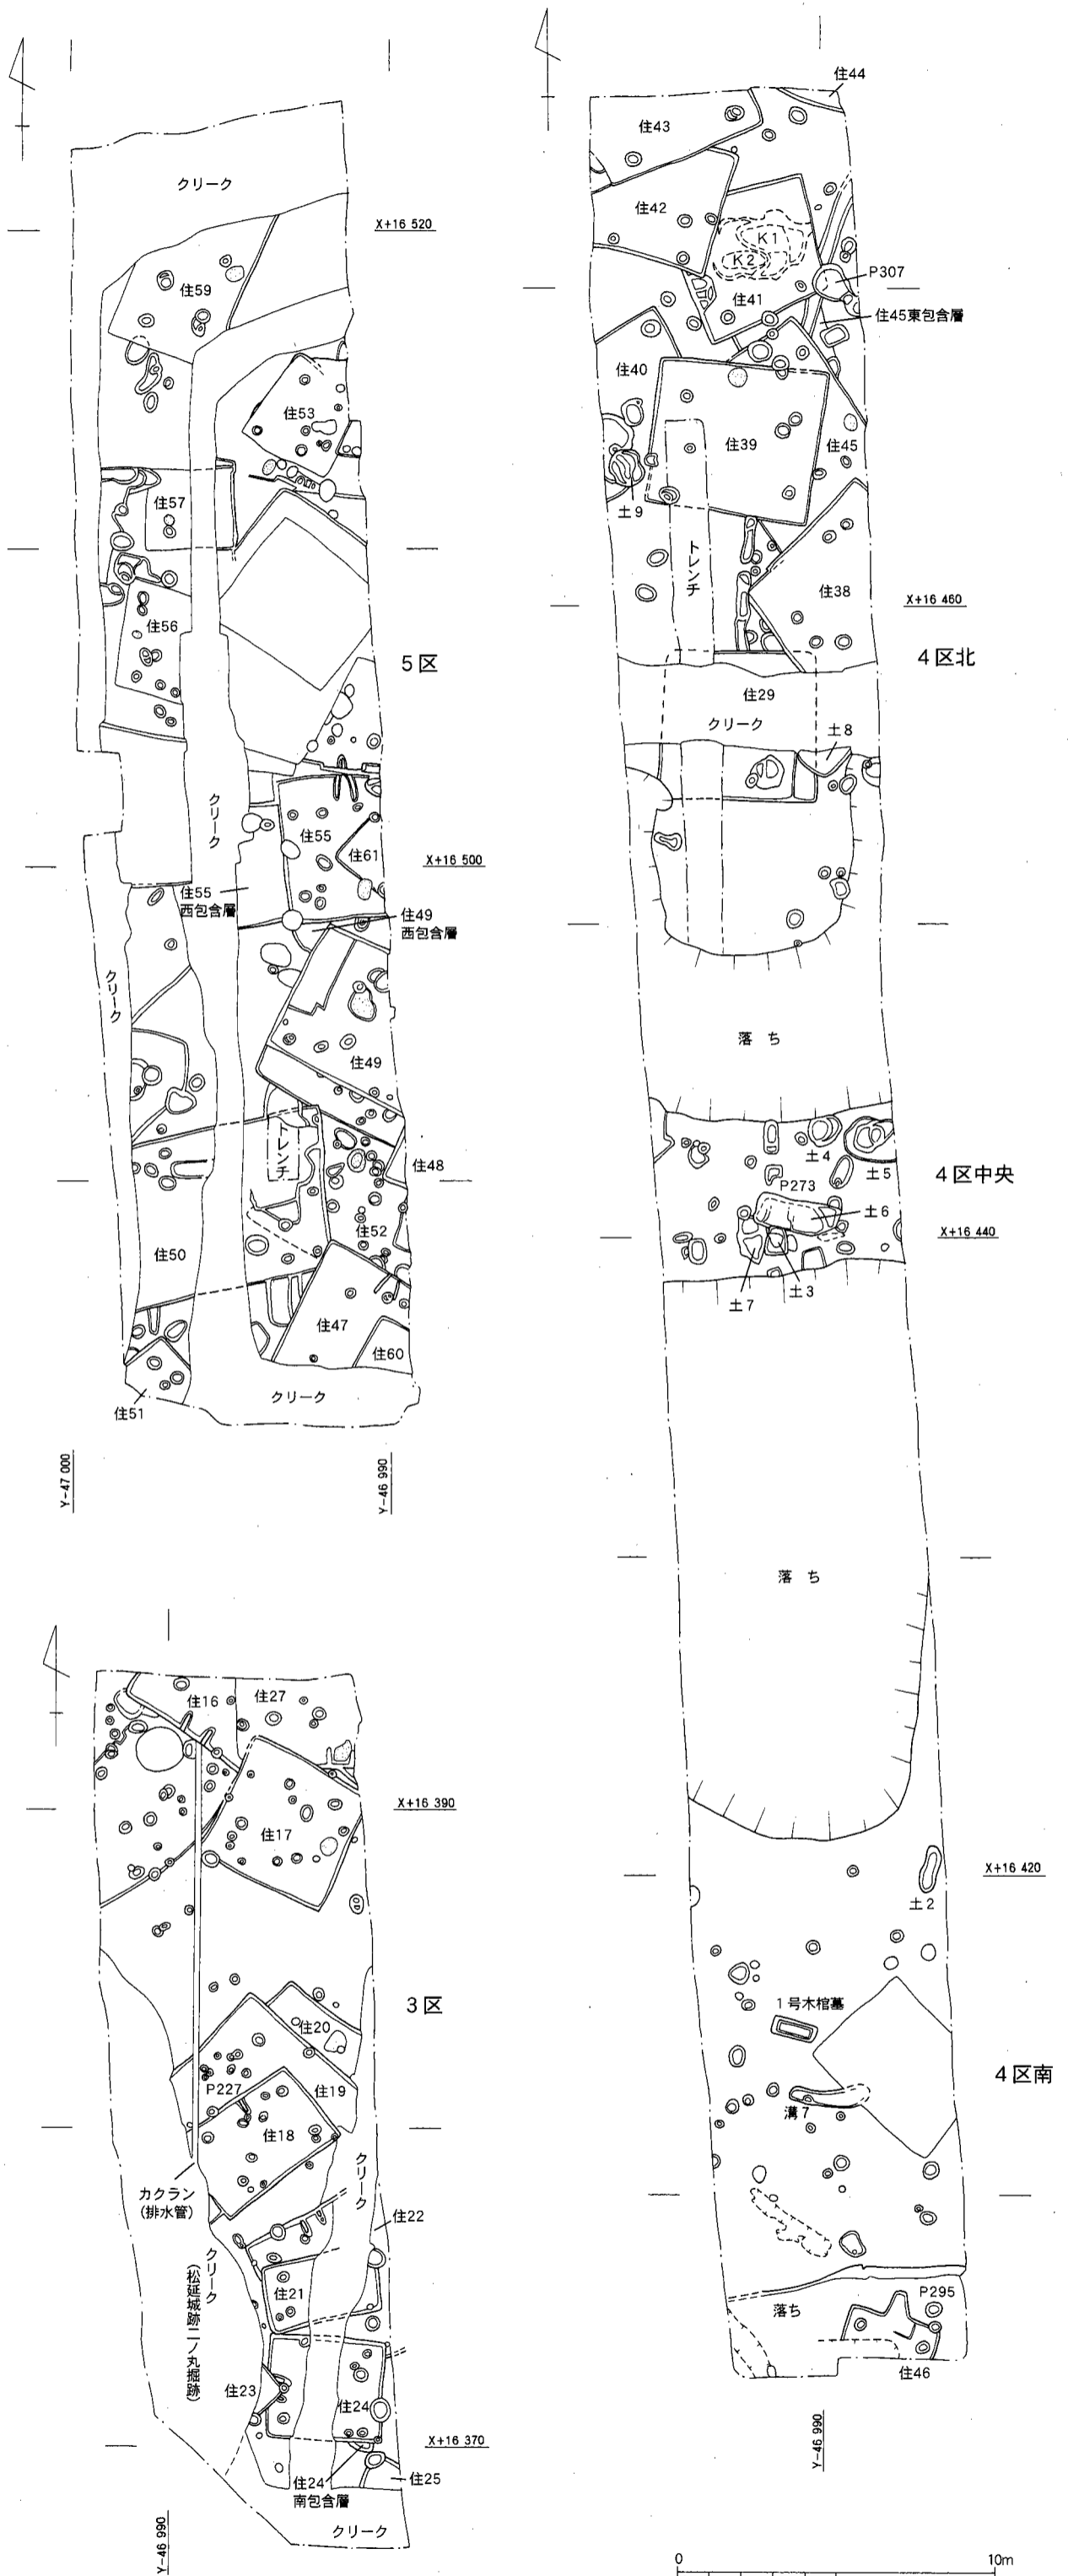 クリーク
X+16 520
住59
住53
住57
住56
5区
クリーク
住55
住61
X+16 500
住55
西包含層
住49
西包含層
クリーク
住49
トレンチ
住48
住52
住50
住47
住60
クリーク
住51
Y-47 000
Y-46 990
住16
住27
X+16 390
住17
3区
住20
P227
住19
住18
カクラン
(排水管)
クリーク
住22
クリーク
(松延城跡二ノ丸掘跡)
住21
住23
住24
X+16 370
住24
南包含層
住25
クリーク
Y-46 990
住44
住43
住42
K1
K2
P307
住41
住45東包含層
住40
住39
住45
土9
トレンチ
住38
X+16 460
4区北
住29
クリーク
土8
落ち
土4
土5
P273
土6
4区中央
X+16 440
土3
土7
落ち
X+16 420
土2
1号木棺墓
4区南
溝7
P295
落ち
住46
Y-46 990
0
10m